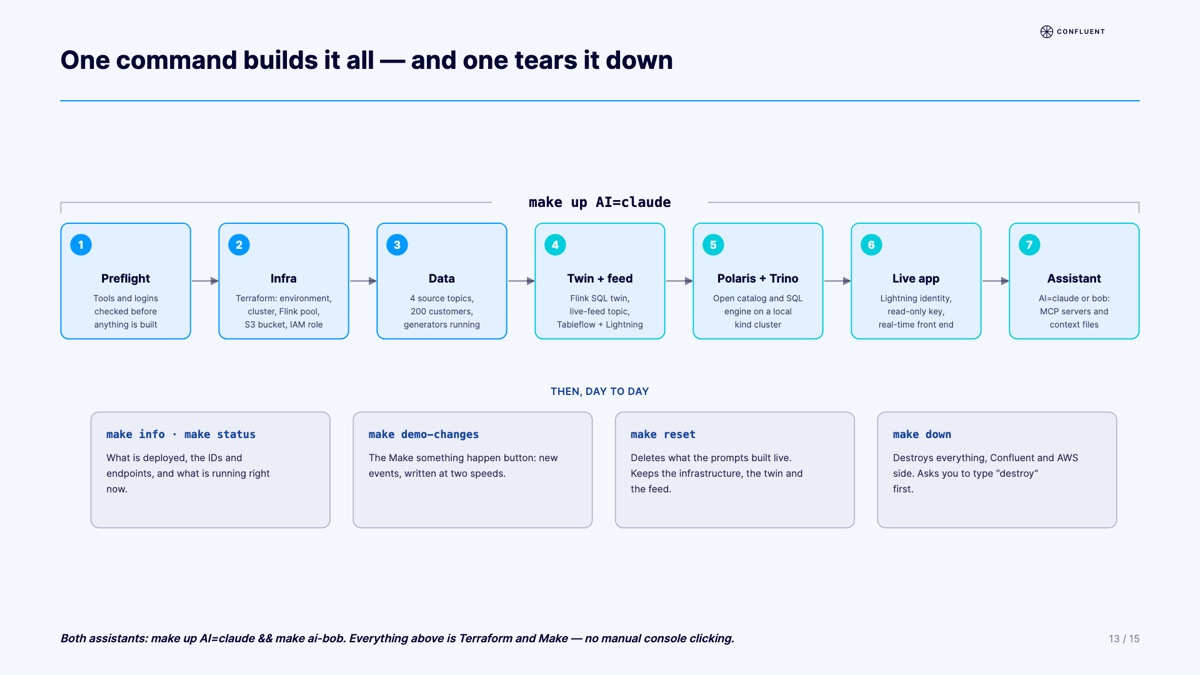 CONFLUENT
One command builds it all — and one tears it down
make up AI=claude
1
Preflight
Tools and logins
checked before
anything is built
2
Infra
Terraform: environment,
cluster, Flink pool,
S3 bucket, IAM role
3
Data
4 source topics,
200 customers,
generators running
4
Twin + feed
Flink SQL twin,
live-feed topic,
Tableflow + Lightning
5
Polaris + Trino
Open catalog and SQL
engine on a local
kind cluster
6
Live app
Lightning identity,
read-only key,
real-time front end
7
Assistant
AI=claude or bob:
MCP servers and
context files
THEN, DAY TO DAY
make info · make status
What is deployed, the IDs and
endpoints, and what is running right
now.
make demo-changes
The Make something happen button: new
events, written at two speeds.
make reset
Deletes what the prompts built live.
Keeps the infrastructure, the twin and
the feed.
make down
Destroys everything, Confluent and AWS
side. Asks you to type “destroy”
first.
Both assistants: make up AI=claude && make ai-bob. Everything above is Terraform and Make — no manual console clicking.
13 / 15